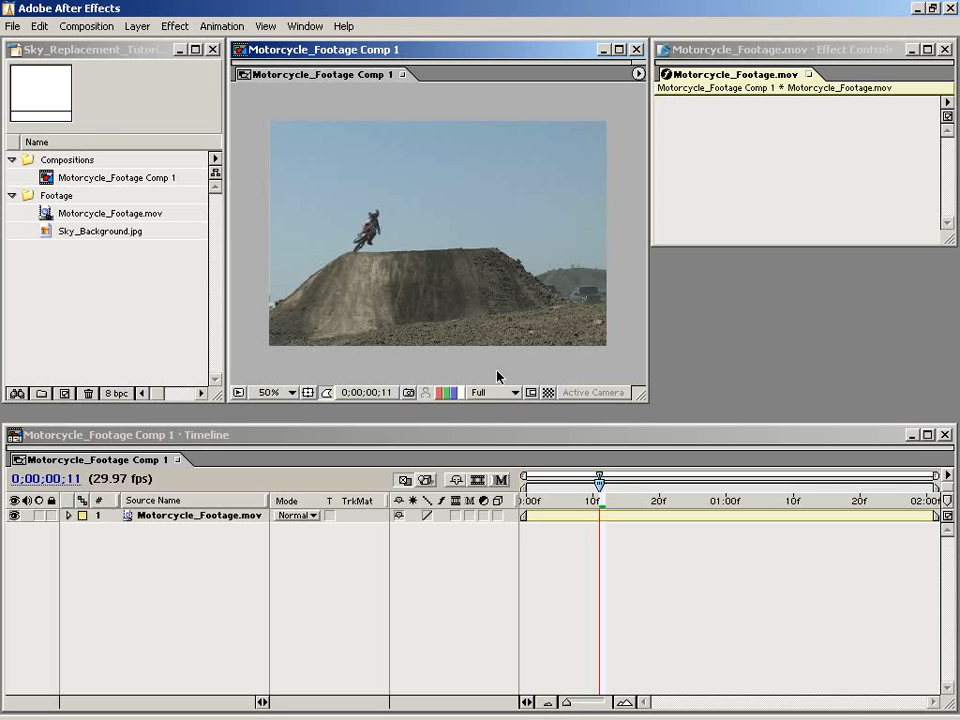 Adobe After Effects
File Edit Composition Layer Effect Animation View Window Help
Sky_Replacement_Tutori
Motorcycle_Footage Comp 1
Motorcycle_Footage.mov · Effect Controls
Motorcycle_Footage Comp 1
Motorcycle_Footage.mov
Motorcycle_Footage Comp 1 * Motorcycle_Footage.mov
Name
Compositions
Motorcycle_Footage Comp 1
Footage
Motorcycle_Footage.mov
Sky_Background.jpg
8 bpc
50%
0;00;00;11
Full
Active Camera
Motorcycle_Footage Comp 1 · Timeline
Motorcycle_Footage Comp 1
0;00;00;11 (29.97 fps)
# Source Name Mode T TrkMat
:00f 10f 20f 01:00f 10f 20f 02:00f
1 Motorcycle_Footage.mov Normal